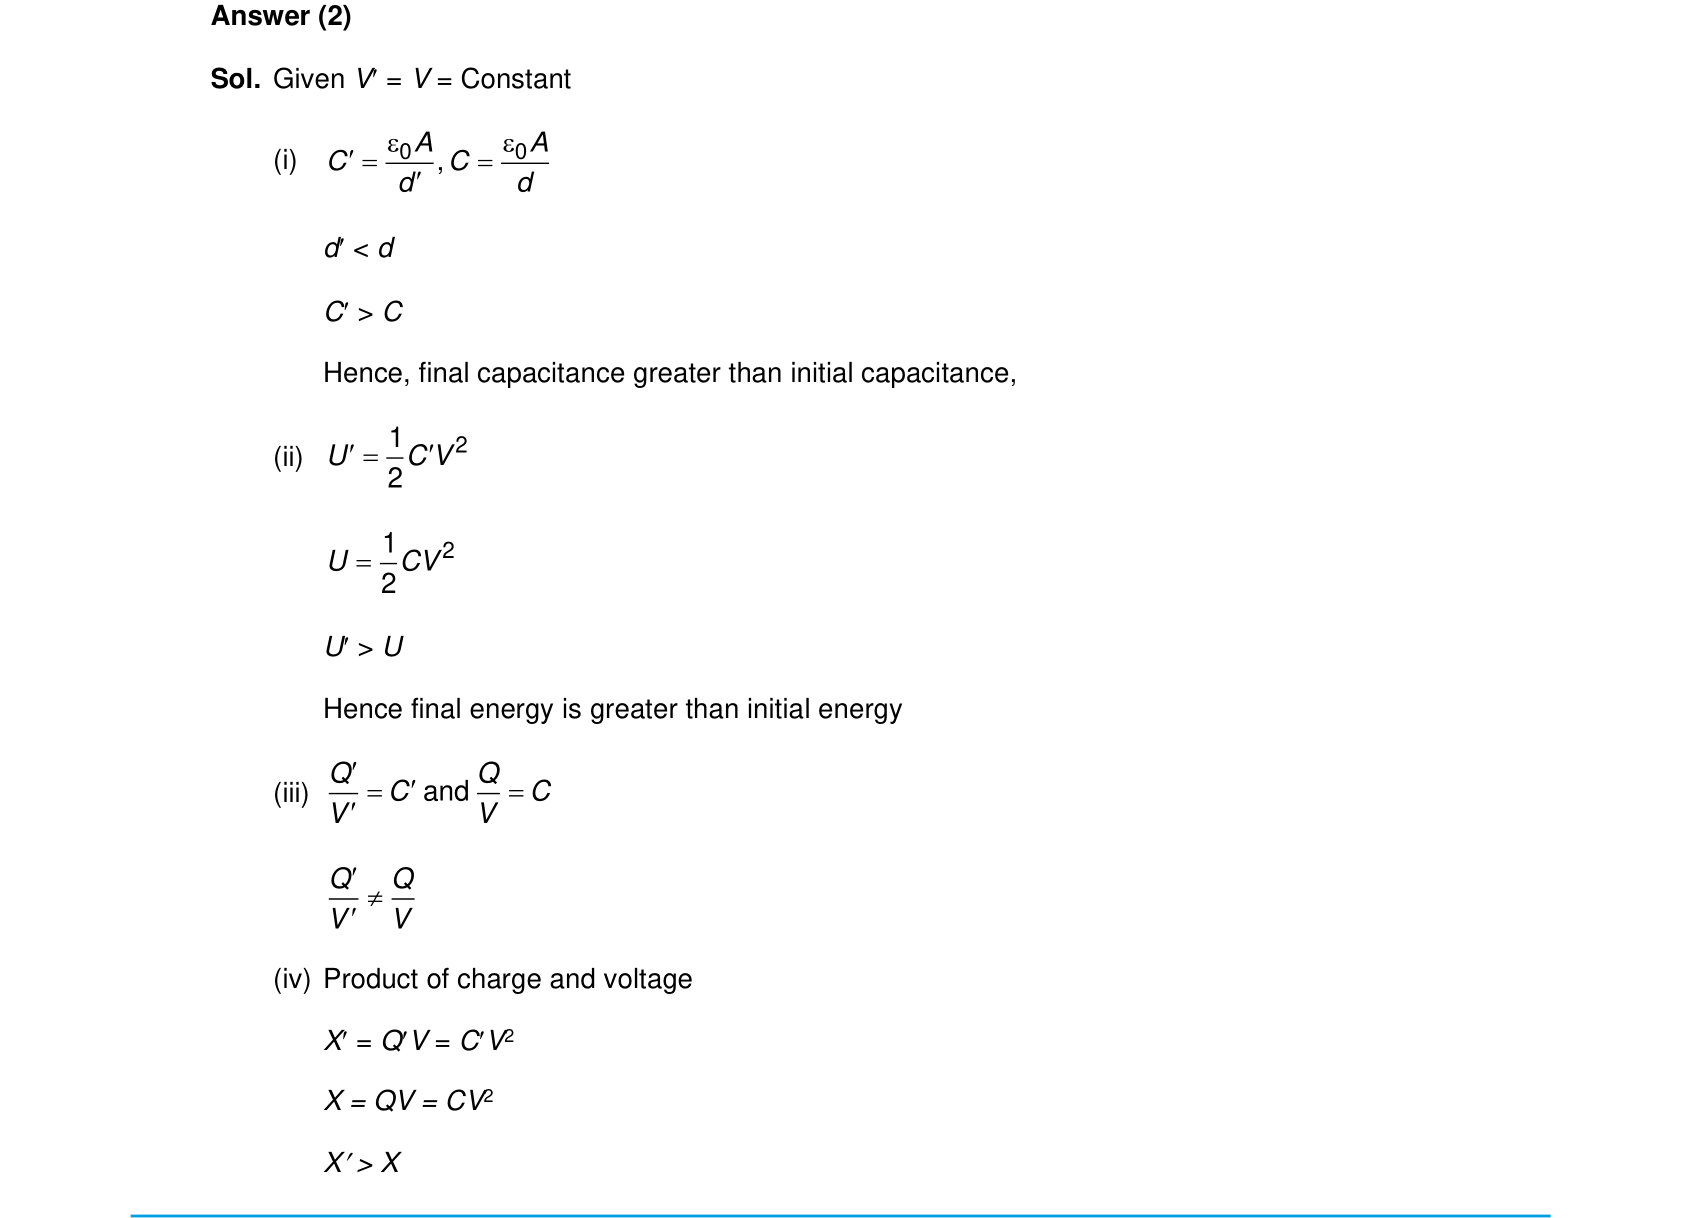 Answer (2)
Sol. Given V′ = V = Constant
(i) C′ = ε₀A/d′, C = ε₀A/d
d′ < d
C′ > C
Hence, final capacitance greater than initial capacitance,
(ii) U′ = 1/2 C′V²
U = 1/2 CV²
U′ > U
Hence final energy is greater than initial energy
(iii) Q′/V′ = C′ and Q/V = C
Q′/V′ ≠ Q/V
(iv) Product of charge and voltage
X′ = Q′V = C′V²
X = QV = CV²
X′ > X